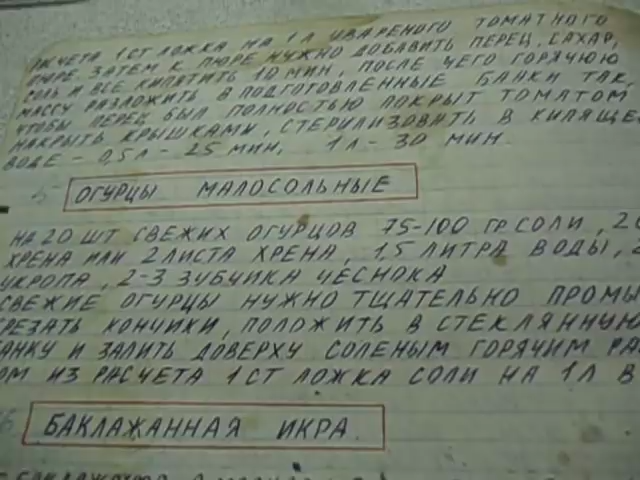 РАСЧЕТА 1 СТ ЛОЖКА НА 1 Л УВАРЕНОГО ТОМАТНОГО
ПЮРЕ. ЗАТЕМ К ПЮРЕ НУЖНО ДОБАВИТЬ ПЕРЕЦ, САХАР,
СОЛЬ И ВСЕ КИПЯТИТЬ 10 МИН, ПОСЛЕ ЧЕГО ГОРЯЧУЮ
МАССУ РАЗЛОЖИТЬ В ПОДГОТОВЛЕННЫЕ БАНКИ ТАК,
ЧТОБЫ ПЕРЕЦ БЫЛ ПОЛНОСТЬЮ ПОКРЫТ ТОМАТОМ
НАКРЫТЬ КРЫШКАМИ, СТЕРИЛИЗОВАТЬ В КИПЯЩЕ
ВОДЕ - 0,5 Л - 25 МИН, 1 Л - 30 МИН.
ОГУРЦЫ МАЛОСОЛЬНЫЕ
НА 20 ШТ СВЕЖИХ ОГУРЦОВ 75-100 ГР СОЛИ, 2
ХРЕНА ИЛИ 2 ЛИСТА ХРЕНА, 1,5 ЛИТРА ВОДЫ,
УКРОПА, 2-3 ЗУБЧИКА ЧЕСНОКА
СВЕЖИЕ ОГУРЦЫ НУЖНО ТЩАТЕЛЬНО ПРОМЫ
РЕЗАТЬ КОНЧИКИ, ПОЛОЖИТЬ В СТЕКЛЯННУЮ
БАНКУ И ЗАЛИТЬ ДОВЕРХУ СОЛЕНЫМ ГОРЯЧИМ РА
ОМ ИЗ РАСЧЕТА 1 СТ ЛОЖКА СОЛИ НА 1 Л В
БАКЛАЖАННАЯ ИКРА